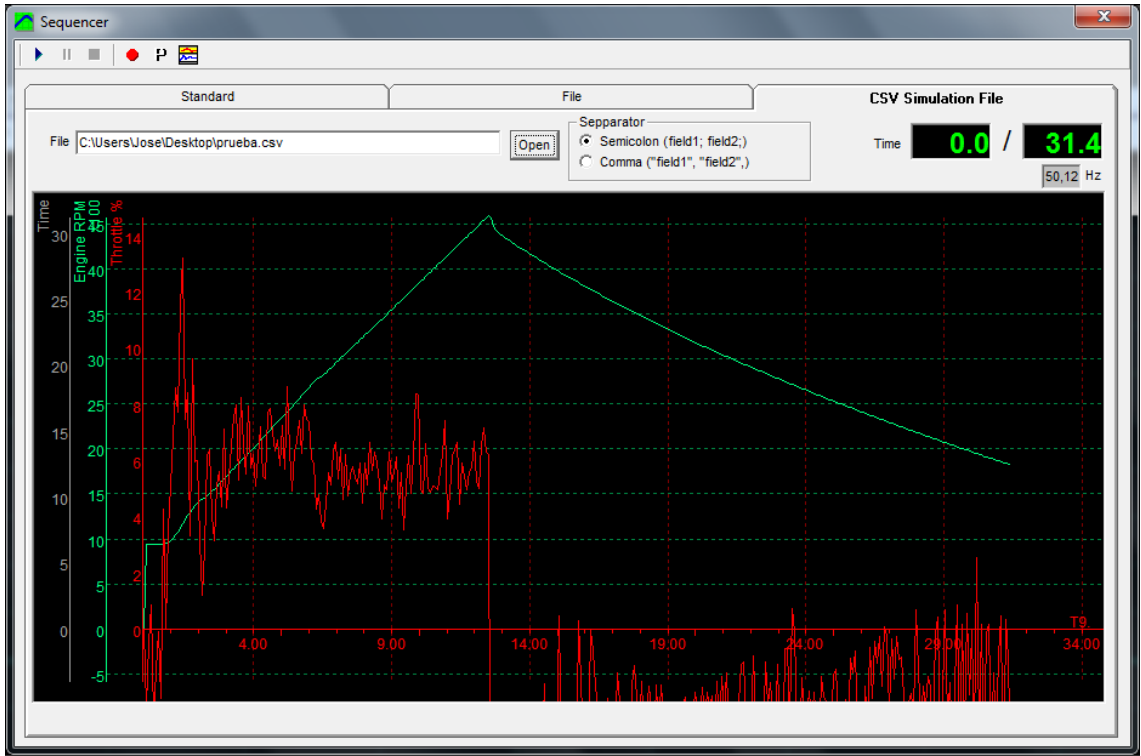 Sequencer
P
Standard
File
CSV Simulation File
File
C:\Users\Jose\Desktop\prueba.csv
Open
Sepparator
Semicolon (field1; field2;)
Comma ("field1", "field2",)
Time
0.0 / 31.4
50,12 Hz
Time
30
25
20
15
10
5
0
Engine RPM
*100
45
40
35
30
25
20
15
10
5
0
-5
Throttle %
14
12
10
8
6
4
2
0
4.00
9.00
14.00
19.00
24.00
29.00
34.00
T9...